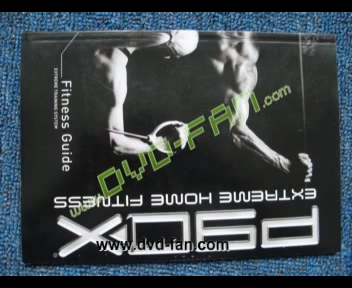 P90X
EXTREME HOME FITNESS
Fitness Guide
EXTREME TRAINING SYSTEM
www.DVD-FAN.com
www.dvd-fan.com